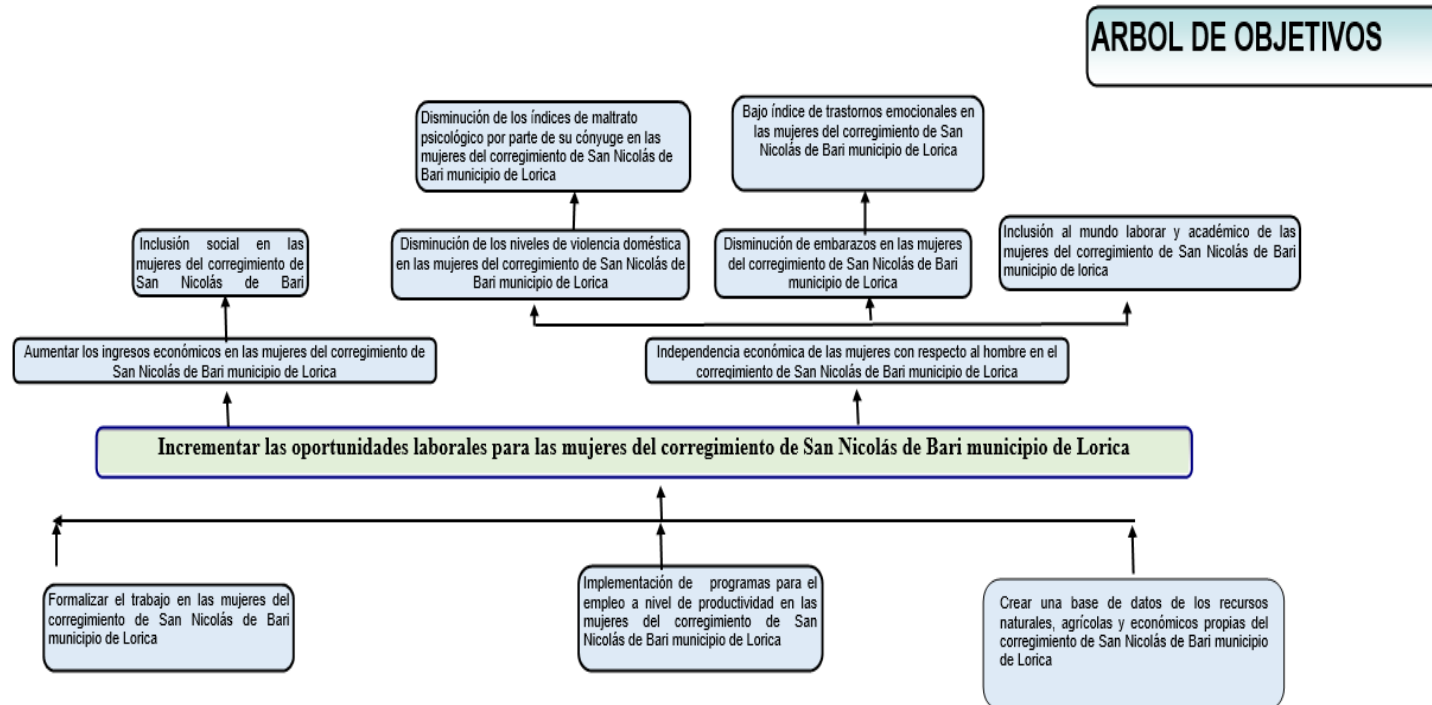 ARBOL DE OBJETIVOS
Disminución de los índices de maltrato
psicológico por parte de su cónyuge en las
mujeres del corregimiento de San Nicolás de
Bari municipio de Lorica
Bajo índice de trastornos emocionales en
las mujeres del corregimiento de San
Nicolás de Bari municipio de Lorica
Inclusión social en las
mujeres del corregimiento de
San Nicolás de Bari
Disminución de los niveles de violencia doméstica
en las mujeres del corregimiento de San Nicolás de
Bari municipio de Lorica
Disminución de embarazos en las mujeres
del corregimiento de San Nicolás de Bari
municipio de Lorica
Inclusión al mundo laborar y académico de las
mujeres del corregimiento de San Nicolás de Bari
municipio de lorica
Aumentar los ingresos económicos en las mujeres del corregimiento de
San Nicolás de Bari municipio de Lorica
Independencia económica de las mujeres con respecto al hombre en el
corregimiento de San Nicolás de Bari municipio de Lorica
Incrementar las oportunidades laborales para las mujeres del corregimiento de San Nicolás de Bari municipio de Lorica
Formalizar el trabajo en las mujeres del
corregimiento de San Nicolás de Bari
municipio de Lorica
Implementación de programas para el
empleo a nivel de productividad en las
mujeres del corregimiento de San
Nicolás de Bari municipio de Lorica
Crear una base de datos de los recursos
naturales, agrícolas y económicos propias del
corregimiento de San Nicolás de Bari municipio
de Lorica